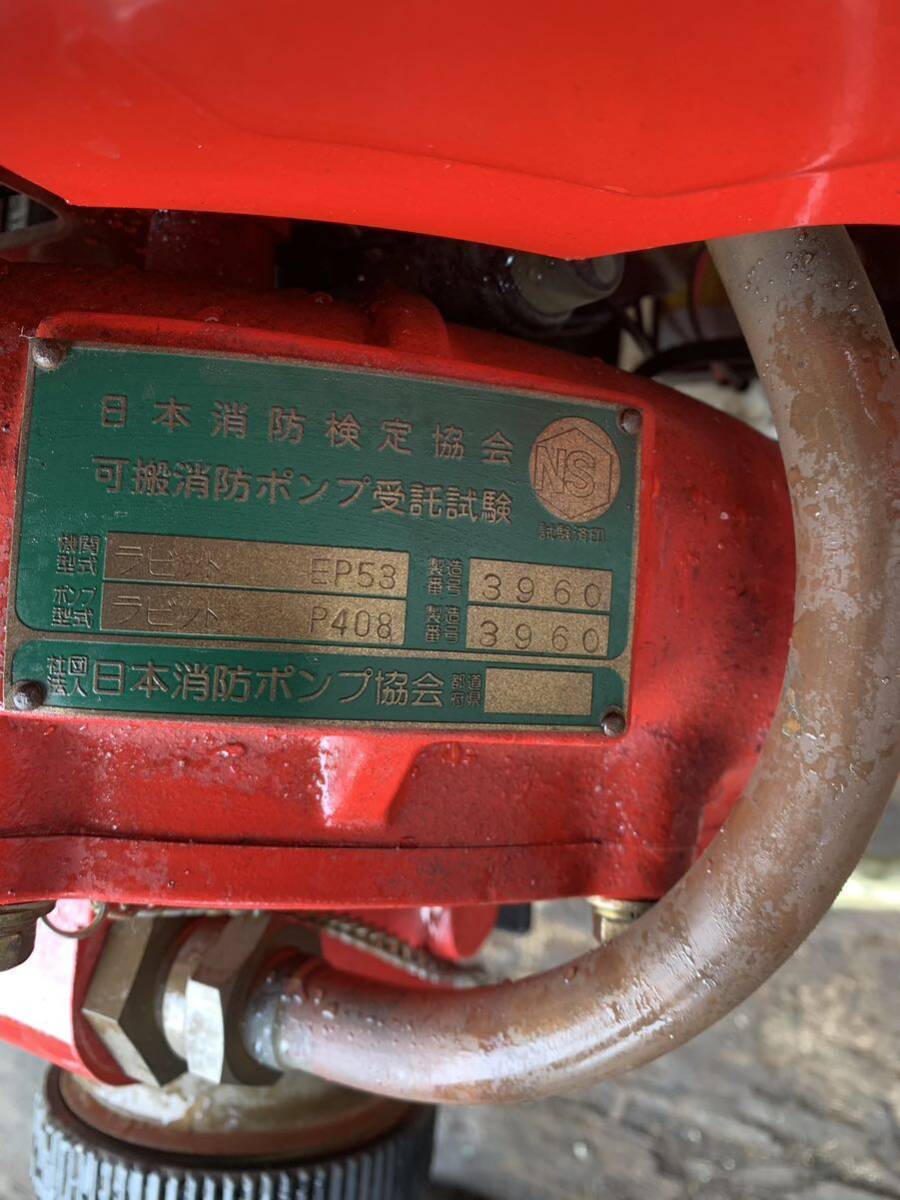 日本消防検定協会
可搬消防ポンプ受託試験
NS
試験済印
機関型式 ラビット EP53 製造番号 3960
ポンプ型式 ラビット P408 製造番号 3960
社団法人 日本消防ポンプ協会 都道府県